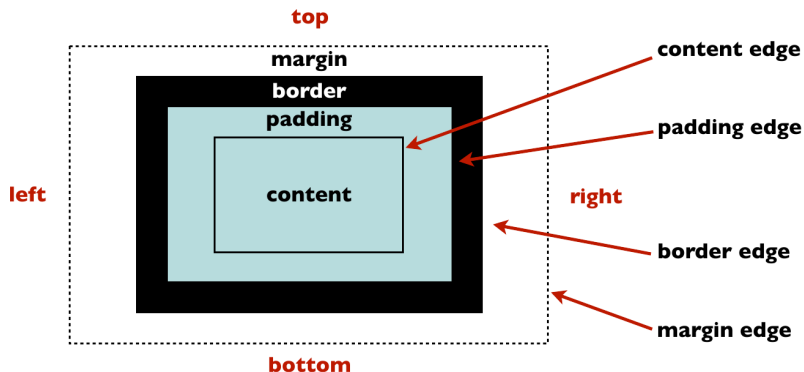 top
margin
content edge
border
padding
padding edge
content
left
right
border edge
margin edge
bottom